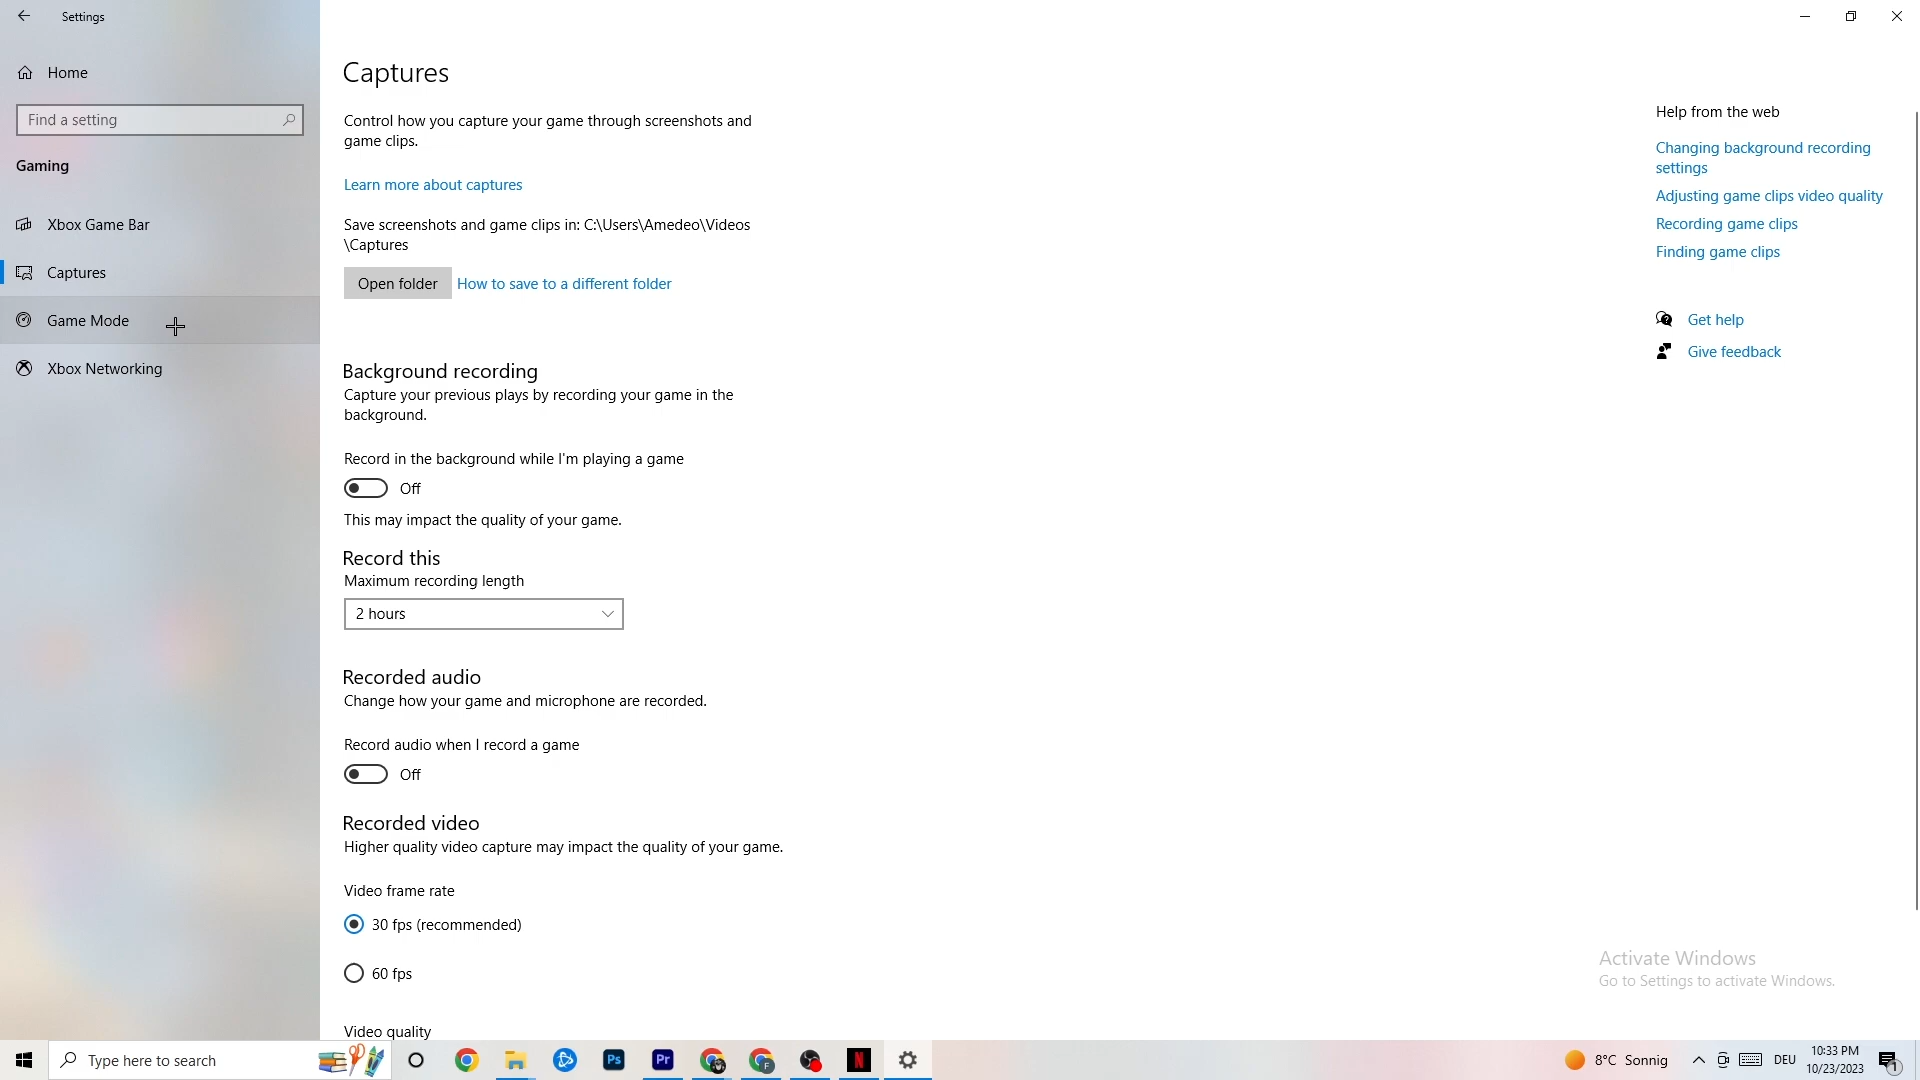 Settings
Home
Find a setting
Gaming
Xbox Game Bar
Captures
Game Mode
Xbox Networking
Captures
Control how you capture your game through screenshots and
game clips.
Learn more about captures
Save screenshots and game clips in: C:\Users\Amedeo\Videos
\Captures
Open folder
How to save to a different folder
Background recording
Capture your previous plays by recording your game in the
background.
Record in the background while I'm playing a game
Off
This may impact the quality of your game.
Record this
Maximum recording length
2 hours
Recorded audio
Change how your game and microphone are recorded.
Record audio when I record a game
Off
Recorded video
Higher quality video capture may impact the quality of your game.
Video frame rate
30 fps (recommended)
60 fps
Video quality
Help from the web
Changing background recording
settings
Adjusting game clips video quality
Recording game clips
Finding game clips
Get help
Give feedback
Activate Windows
Go to Settings to activate Windows.
Type here to search
Ps
Pr
F
N
8°C Sonnig
DEU
10:33 PM
10/23/2023
1